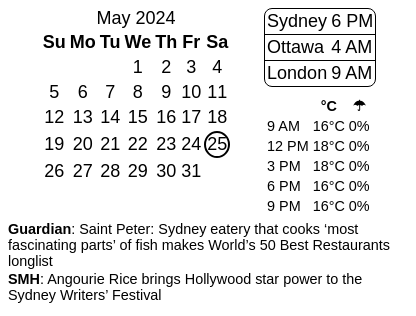 May 2024
Su Mo Tu We Th Fr Sa
1 2 3 4
5 6 7 8 9 10 11
12 13 14 15 16 17 18
19 20 21 22 23 24 25
26 27 28 29 30 31
Sydney 6 PM
Ottawa 4 AM
London 9 AM
°C ☂
9 AM 16°C 0%
12 PM 18°C 0%
3 PM 18°C 0%
6 PM 16°C 0%
9 PM 16°C 0%
Guardian: Saint Peter: Sydney eatery that cooks ‘most
fascinating parts’ of fish makes World’s 50 Best Restaurants
longlist
SMH: Angourie Rice brings Hollywood star power to the
Sydney Writers’ Festival